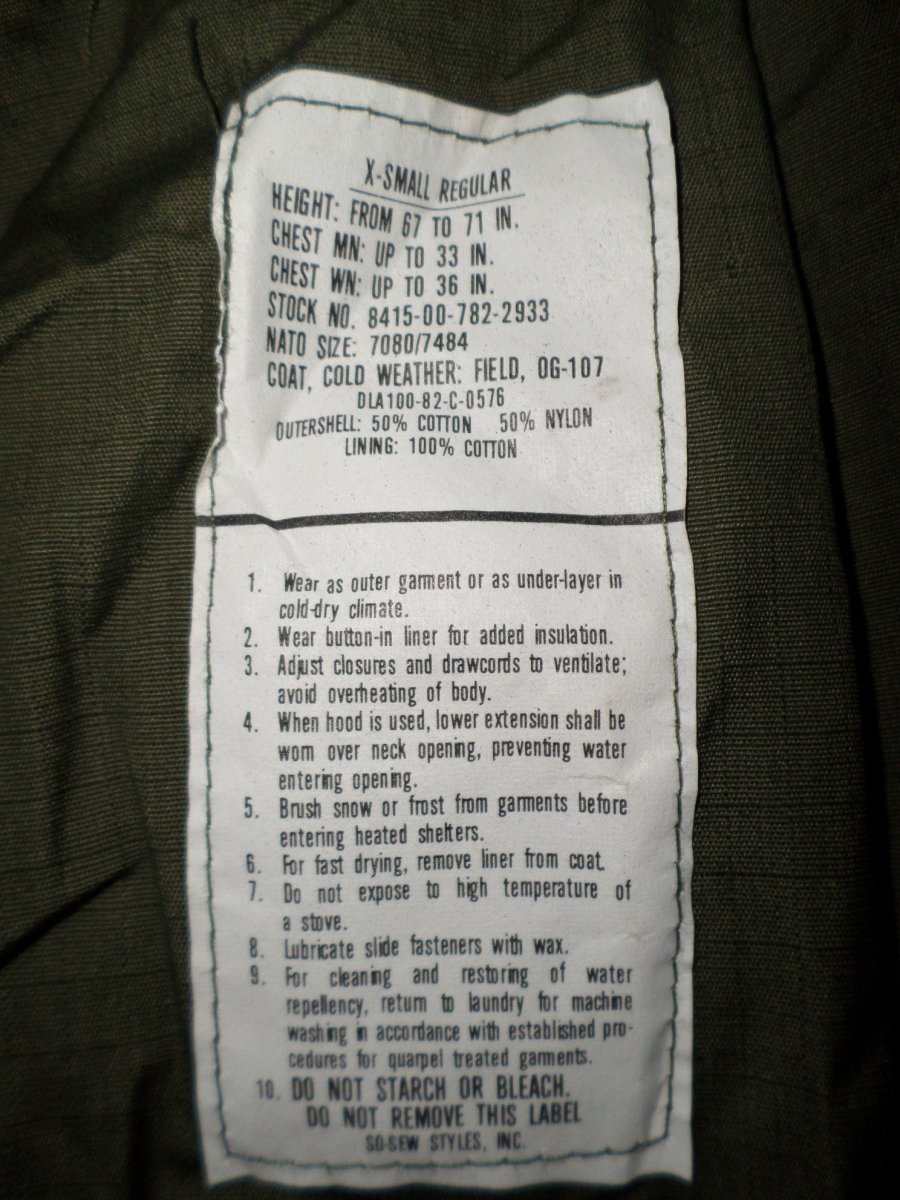 X-SMALL REGULAR
HEIGHT: FROM 67 TO 71 IN.
CHEST MN: UP TO 33 IN.
CHEST WN: UP TO 36 IN.
STOCK NO. 8415-00-782-2933
NATO SIZE: 7080/7484
COAT, COLD WEATHER: FIELD, OG-107
DLA100-82-C-0576
OUTERSHELL: 50% COTTON 50% NYLON
LINING: 100% COTTON
1. Wear as outer garment or as under-layer in
cold-dry climate.
2. Wear button-in liner for added insulation.
3. Adjust closures and drawcords to ventilate;
avoid overheating of body.
4. When hood is used, lower extension shall be
worn over neck opening, preventing water
entering opening.
5. Brush snow or frost from garments before
entering heated shelters.
6. For fast drying, remove liner from coat.
7. Do not expose to high temperature of
a stove.
8. Lubricate slide fasteners with wax.
9. For cleaning and restoring of water
repellency, return to laundry for machine
washing in accordance with established pro-
cedures for quarpel treated garments.
10. DO NOT STARCH OR BLEACH.
DO NOT REMOVE THIS LABEL
SO-SEW STYLES, INC.